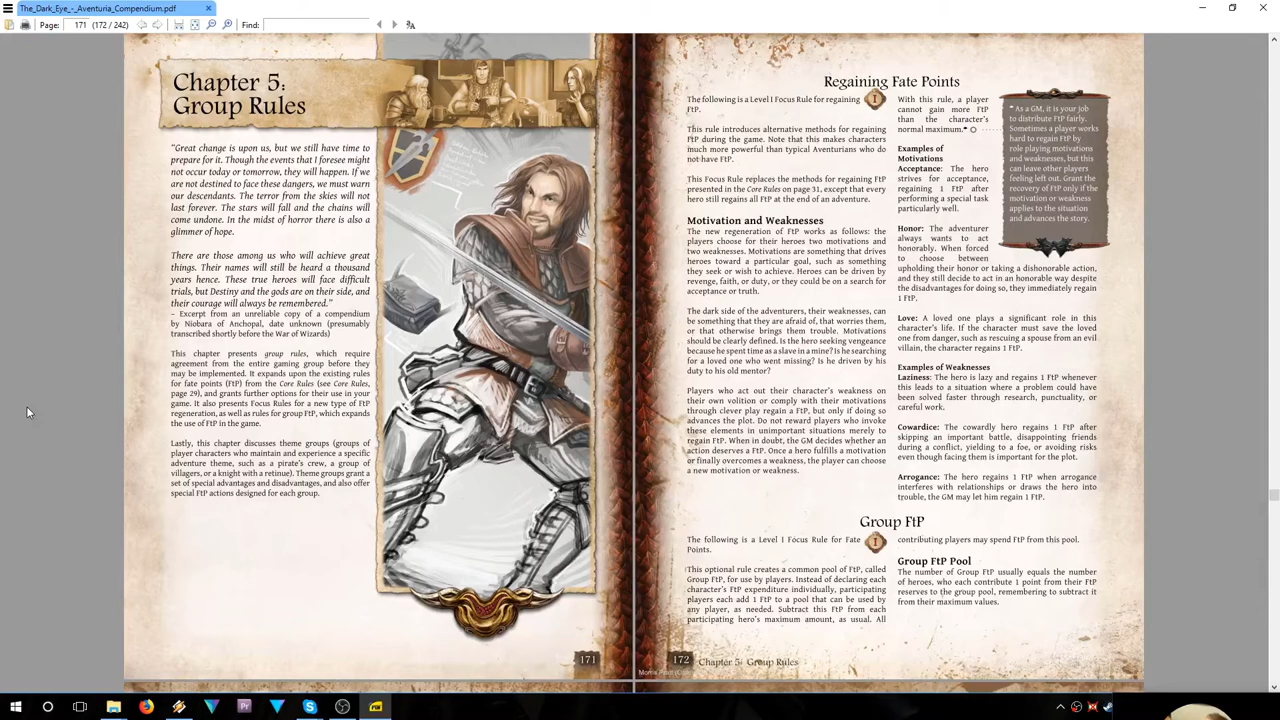 The_Dark_Eye_-_Aventuria_Compendium.pdf
Page: 171 (172 / 242) Find:
Chapter 5:
Group Rules
"Great change is upon us, but we still have time to
prepare for it. Though the events that I foresee might
not occur today or tomorrow, they will happen. If we
are not destined to face these dangers, we must warn
our descendants. The terror from the skies will not
last forever. The stars will fall and the chains will
come undone. In the midst of horror there is also a
glimmer of hope.
There are those among us who will achieve great
things. Their names will still be heard a thousand
years hence. These true heroes will face difficult
trials, but Destiny and the gods are on their side, and
their courage will always be remembered."
– Excerpt from an unreliable copy of a compendium
by Niobara of Anchopal, date unknown (presumably
transcribed shortly before the War of Wizards)
This chapter presents group rules, which require
agreement from the entire gaming group before they
may be implemented. It expands upon the existing rules
for fate points (FtP) from the Core Rules (see Core Rules,
page 29), and grants further options for their use in your
game. It also presents Focus Rules for a new type of FtP
regeneration, as well as rules for group FtP, which expands
the use of FtP in the game.
Lastly, this chapter discusses theme groups (groups of
player characters who maintain and experience a specific
adventure theme, such as a pirate's crew, a group of
villagers, or a knight with a retinue). Theme groups grant a
set of special advantages and disadvantages, and also offer
special FtP actions designed for each group.
171
Regaining Fate Points
The following is a Level I Focus Rule for regaining
FtP.
I
This rule introduces alternative methods for regaining
FtP during the game. Note that this makes characters
much more powerful than typical Aventurians who do
not have FtP.
This Focus Rule replaces the methods for regaining FtP
presented in the Core Rules on page 31, except that every
hero still regains all FtP at the end of an adventure.
Motivation and Weaknesses
The new regeneration of FtP works as follows: the
players choose for their heroes two motivations and
two weaknesses. Motivations are something that drives
heroes toward a particular goal, such as something
they seek or wish to achieve. Heroes can be driven by
revenge, faith, or duty, or they could be on a search for
acceptance or truth.
The dark side of the adventurers, their weaknesses, can
be something that they are afraid of, that worries them,
or that otherwise brings them trouble. Motivations
should be clearly defined. Is the hero seeking vengeance
because he spent time as a slave in a mine? Is he searching
for a loved one who went missing? Is he driven by his
duty to his old mentor?
Players who act out their character's weakness on
their own volition or comply with their motivations
through clever play regain a FtP, but only if doing so
advances the plot. Do not reward players who invoke
these elements in unimportant situations merely to
regain FtP. When in doubt, the GM decides whether an
action deserves a FtP. Once a hero fulfills a motivation
or finally overcomes a weakness, the player can choose
a new motivation or weakness.
With this rule, a player
cannot gain more FtP
than the character's
normal maximum.
Examples of
Motivations
Acceptance: The hero
strives for acceptance,
regaining 1 FtP after
performing a special task
particularly well.
Honor: The adventurer
always wants to act
honorably. When forced
to choose between
upholding their honor or taking a dishonorable action,
and they still decide to act in an honorable way despite
the disadvantages for doing so, they immediately regain
1 FtP.
Love: A loved one plays a significant role in this
character's life. If the character must save the loved
one from danger, such as rescuing a spouse from an evil
villain, the character regains 1 FtP.
Examples of Weaknesses
Laziness: The hero is lazy and regains 1 FtP whenever
this leads to a situation where a problem could have
been solved faster through research, punctuality, or
careful work.
Cowardice: The cowardly hero regains 1 FtP after
skipping an important battle, disappointing friends
during a conflict, yielding to a foe, or avoiding risks
even though facing them is important for the plot.
Arrogance: The hero regains 1 FtP when arrogance
interferes with relationships or draws the hero into
trouble, the GM may let him regain 1 FtP.
As a GM, it is your job
to distribute FtP fairly.
Sometimes a player works
hard to regain FtP by
role playing motivations
and weaknesses, but this
can leave other players
feeling left out. Grant the
recovery of FtP only if the
motivation or weakness
applies to the situation
and advances the story.
Group FtP
The following is a Level I Focus Rule for Fate
Points.
I
This optional rule creates a common pool of FtP, called
Group FtP, for use by players. Instead of declaring each
character's FtP expenditure individually, participating
players each add 1 FtP to a pool that can be used by
any player, as needed. Subtract this FtP from each
participating hero's maximum amount, as usual. All
contributing players may spend FtP from this pool.
Group FtP Pool
The number of Group FtP usually equals the number
of heroes, who each contribute 1 point from their FtP
reserves to the group pool, remembering to subtract it
from their maximum values.
172 Chapter 5: Group Rules